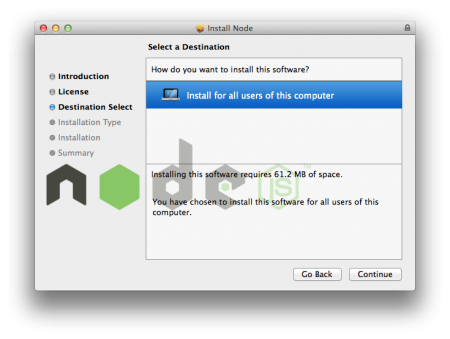 Install Node
Select a Destination
Introduction
License
Destination Select
Installation Type
Installation
Summary
How do you want to install this software?
Install for all users of this computer
node
JS™
Installing this software requires 61.2 MB of space.
You have chosen to install this software for all users of this
computer.
Go Back
Continue